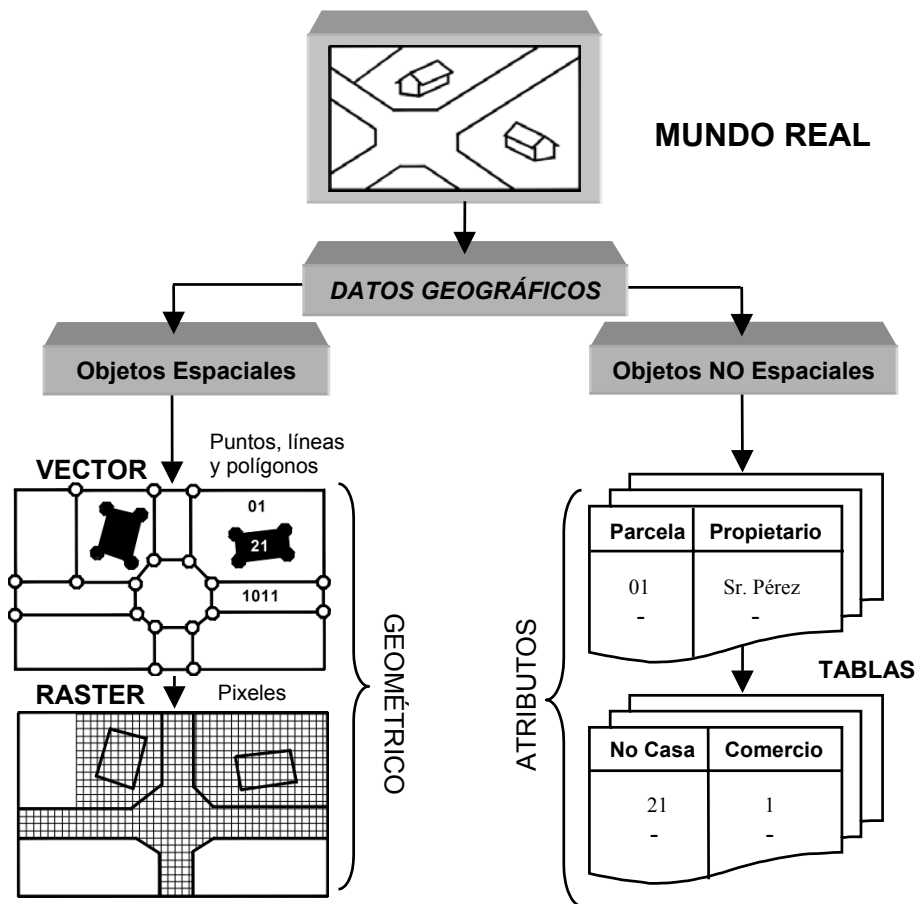 MUNDO REAL
DATOS GEOGRÁFICOS
Objetos Espaciales
Objetos NO Espaciales
Puntos, líneas
y polígonos
VECTOR
01
21
1011
RASTER
Pixeles
GEOMÉTRICO
ATRIBUTOS
Parcela Propietario
01 Sr. Pérez
- -
TABLAS
No Casa Comercio
21 1
- -